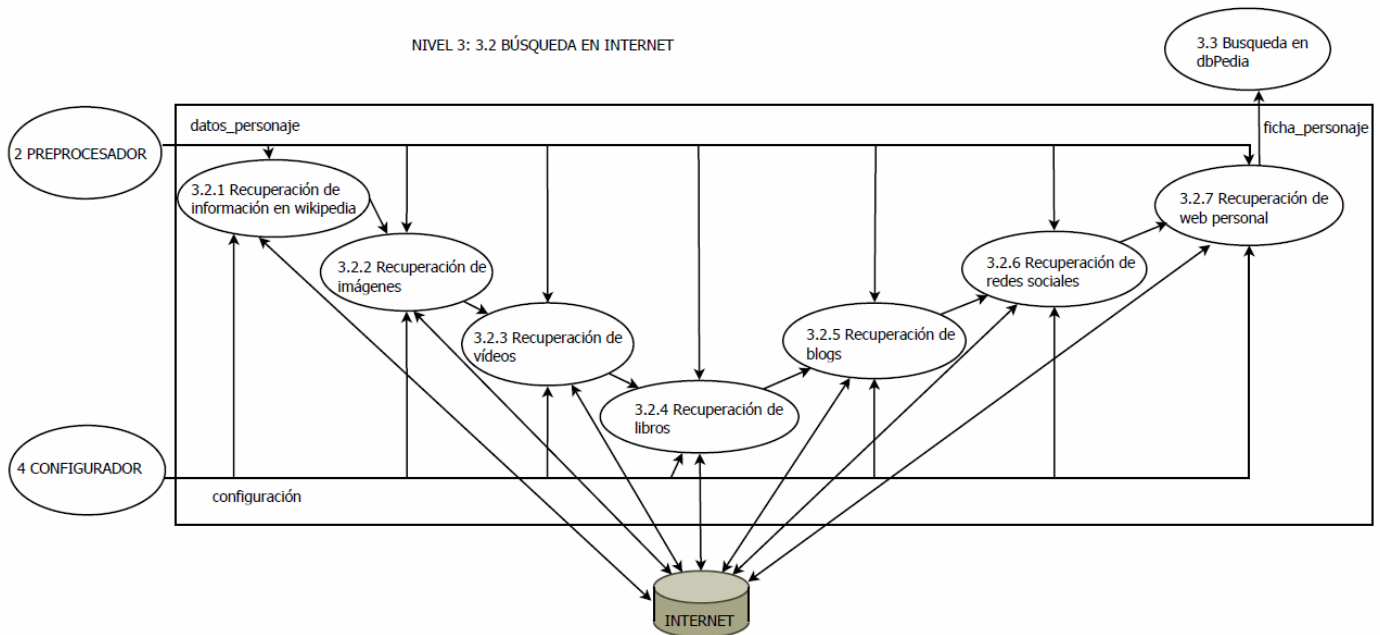 NIVEL 3: 3.2 BÚSQUEDA EN INTERNET
3.3 Busqueda en
dbPedia
datos_personaje
ficha_personaje
2 PREPROCESADOR
3.2.1 Recuperación de
información en wikipedia
3.2.7 Recuperación de
web personal
3.2.2 Recuperación de
imágenes
3.2.6 Recuperación de
redes sociales
3.2.3 Recuperación de
vídeos
3.2.5 Recuperación de
blogs
3.2.4 Recuperación de
libros
4 CONFIGURADOR
configuración
INTERNET